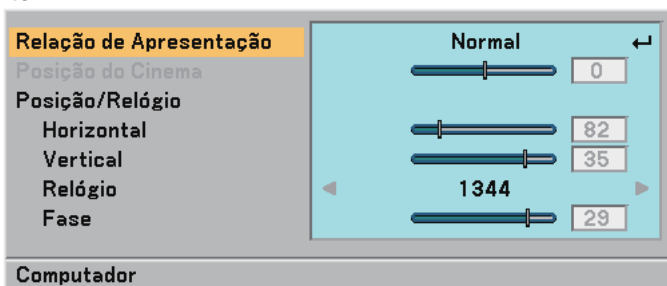 Relação de Apresentação Normal
Posição do Cinema 0
Posição/Relógio
Horizontal 82
Vertical 35
Relógio 1344
Fase 29
Computador